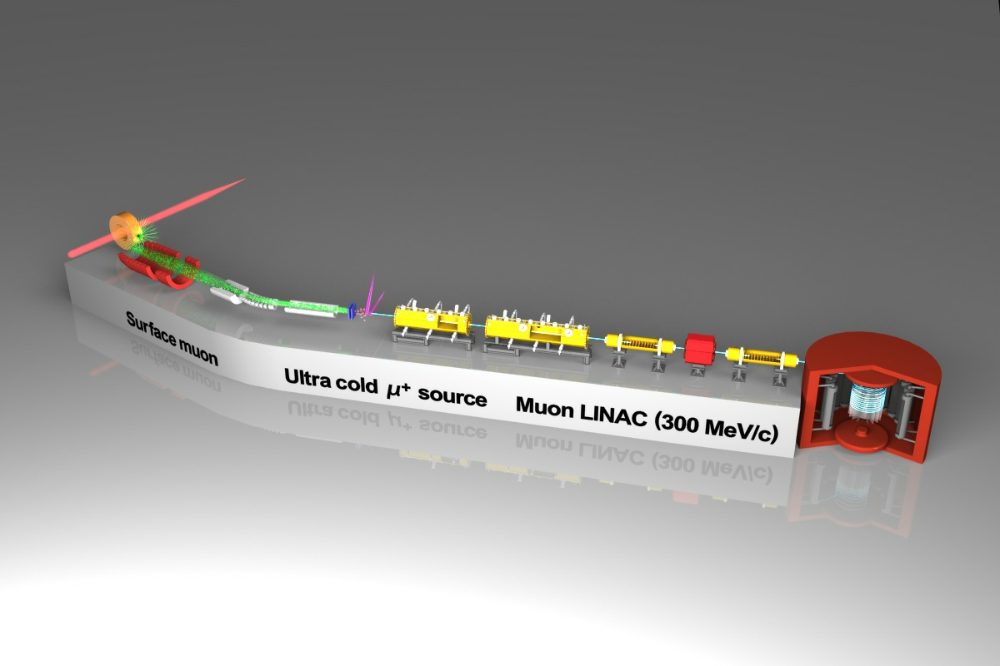 Surface muon
Ultra cold μ⁺ source
Muon LINAC (300 MeV/c)